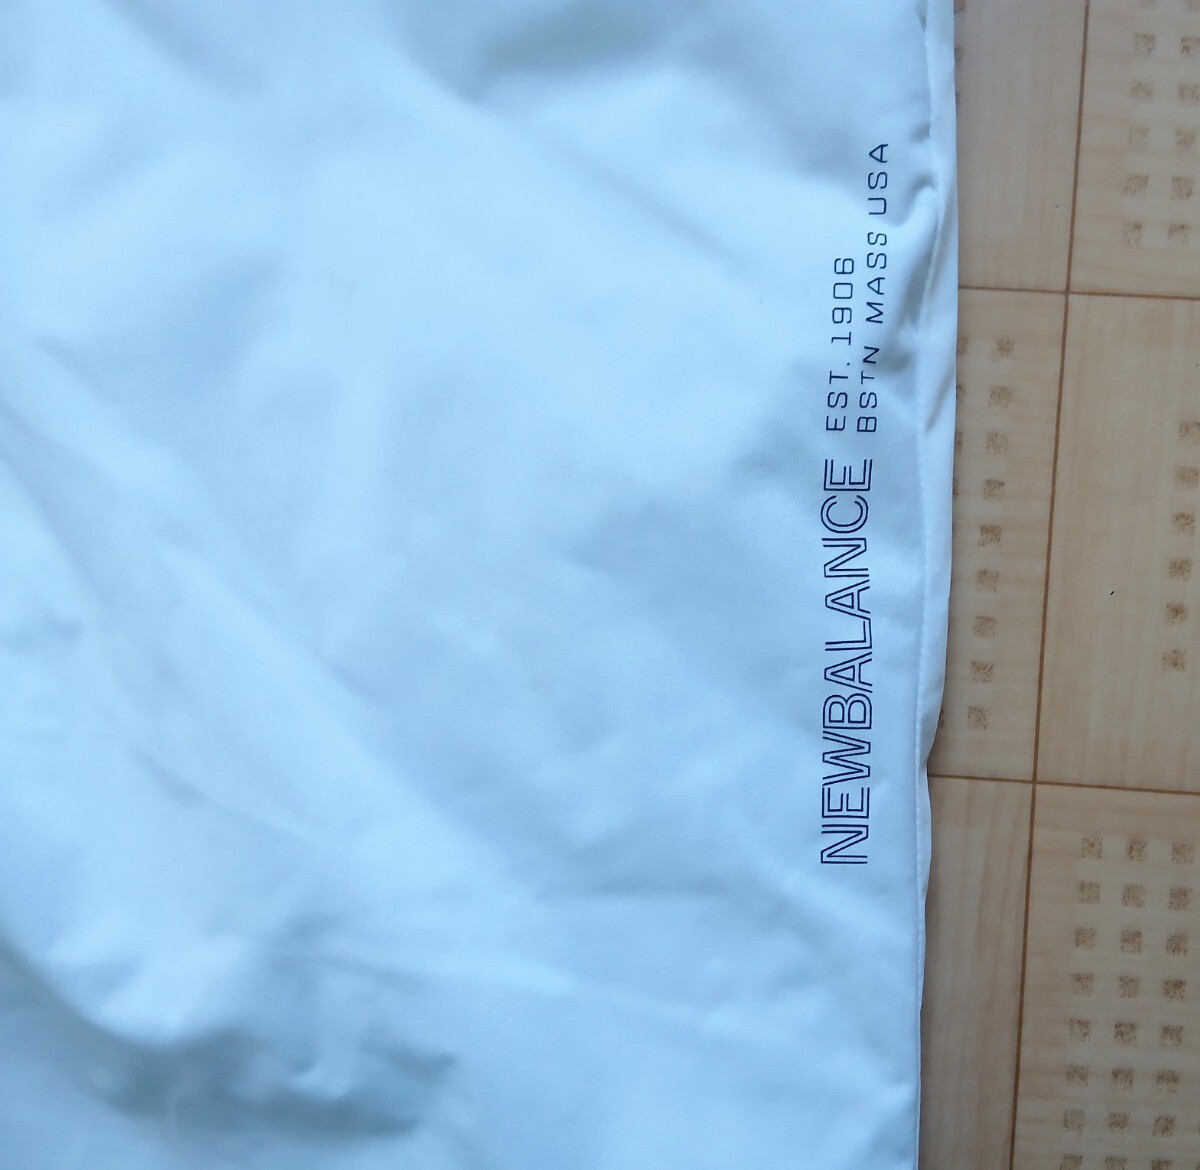 NEWBALANCE
EST. 1906
BSTN MASS USA